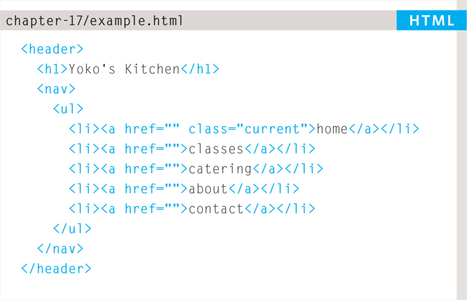 chapter-17/example.html HTML
<header>
<h1>Yoko's Kitchen</h1>
<nav>
<ul>
<li><a href="" class="current">home</a></li>
<li><a href="">classes</a></li>
<li><a href="">catering</a></li>
<li><a href="">about</a></li>
<li><a href="">contact</a></li>
</ul>
</nav>
</header>